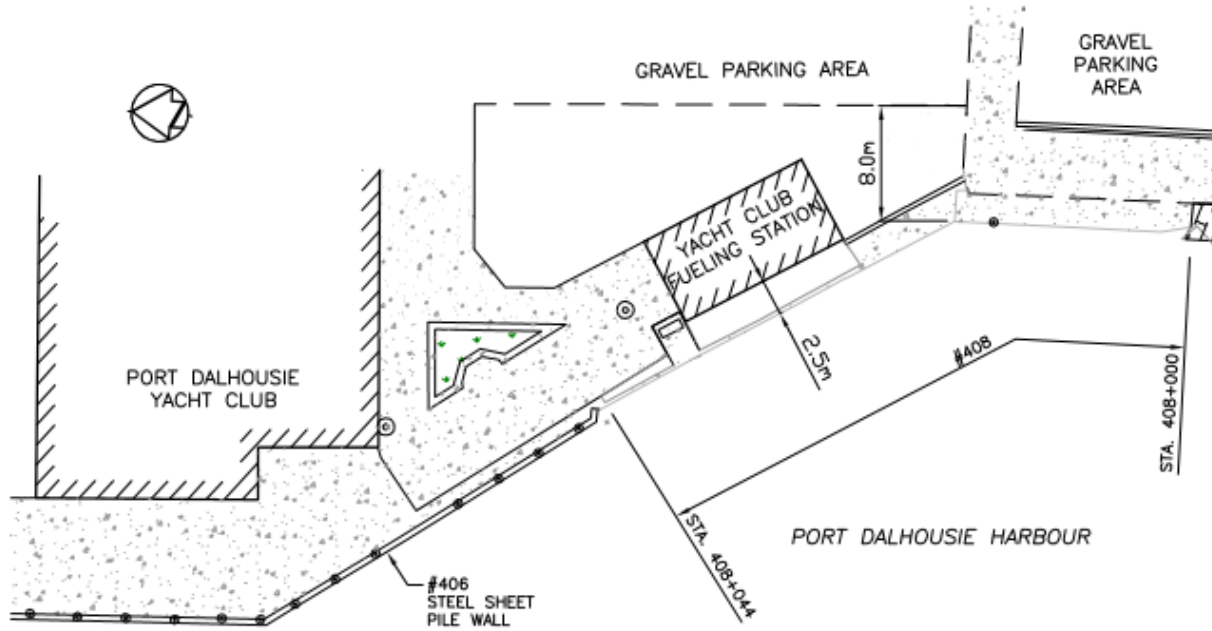 GRAVEL PARKING AREA
GRAVEL
PARKING
AREA
8.0m
YACHT CLUB
FUELING STATION
2.5m
#408
STA. 408+000
PORT DALHOUSIE
YACHT CLUB
STA. 408+044
PORT DALHOUSIE HARBOUR
#406
STEEL SHEET
PILE WALL